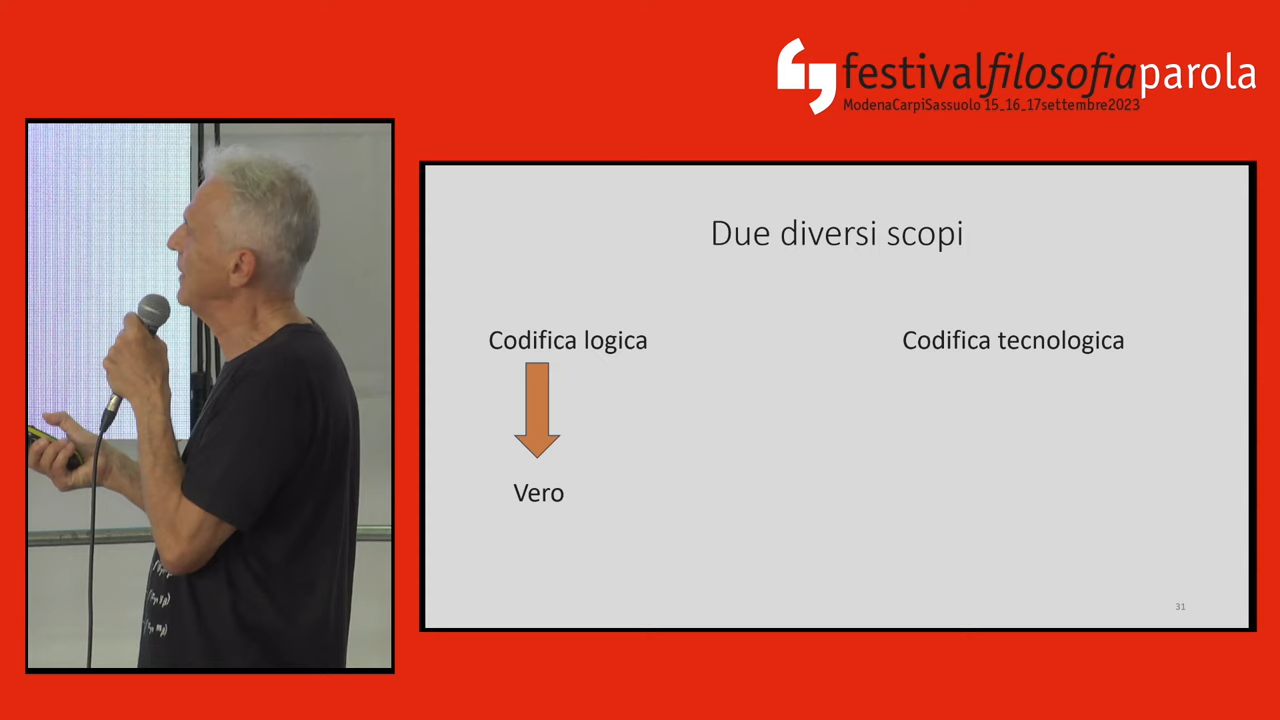 festivalfilosofiaparola
ModenaCarpiSassuolo 15_16_17settembre2023
Due diversi scopi
Codifica logica
Codifica tecnologica
Vero
31